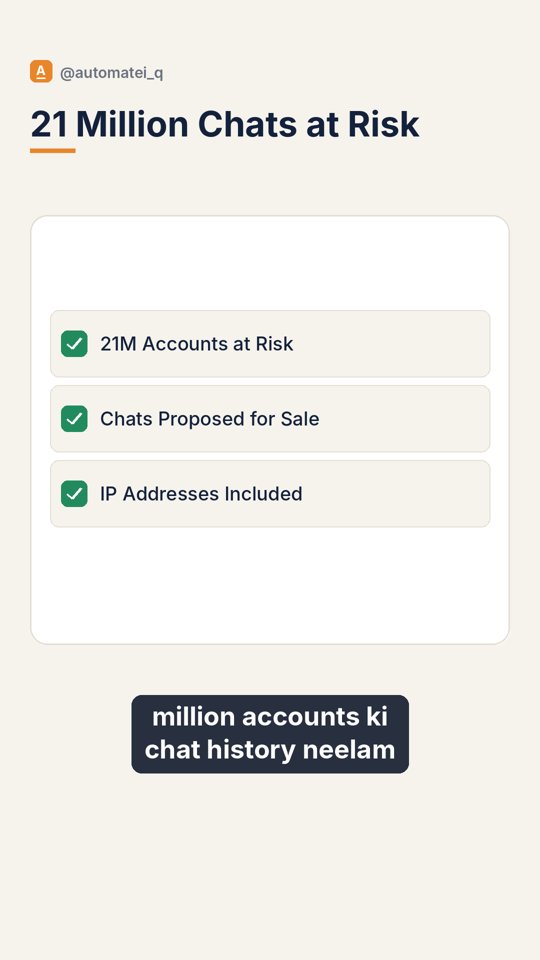 A
@automatei_q
21 Million Chats at Risk
21M Accounts at Risk
Chats Proposed for Sale
IP Addresses Included
million accounts ki
chat history neelam